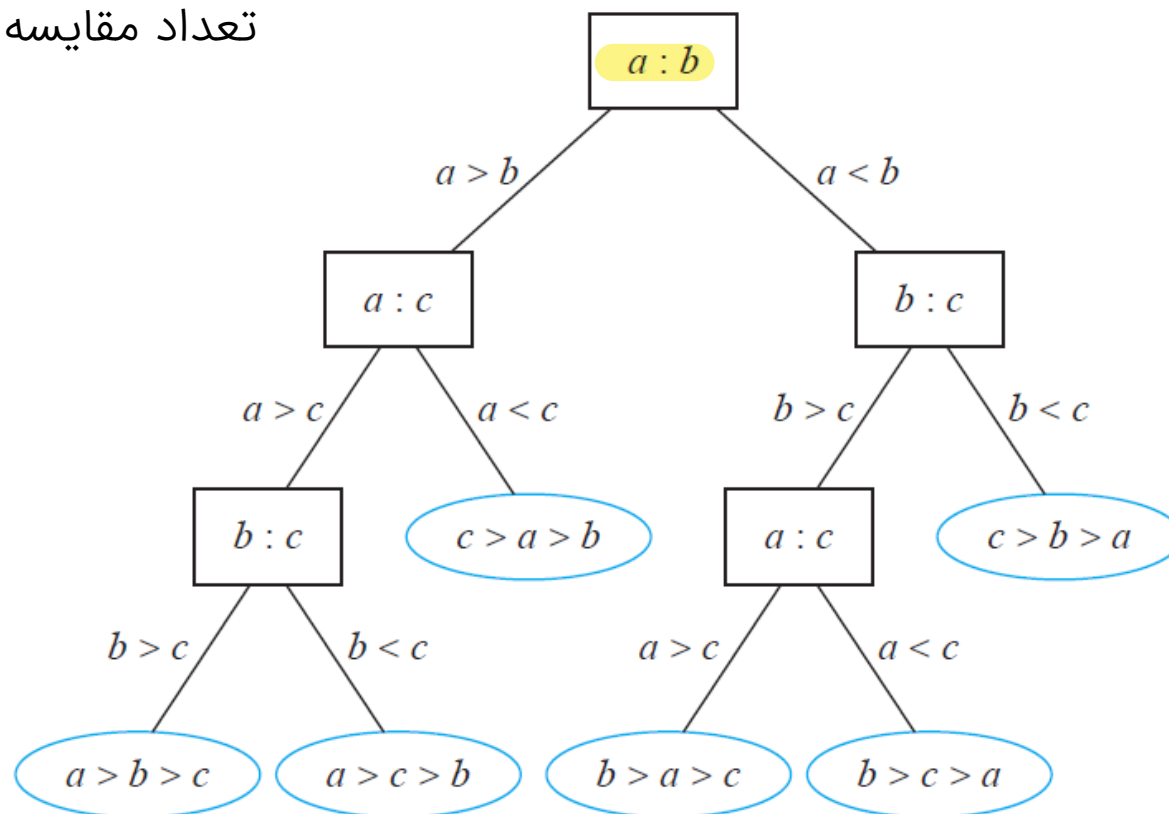 تعداد مقایسه
a : b
a > b
a < b
a : c
b : c
a > c
a < c
b > c
b < c
b : c
c > a > b
a : c
c > b > a
b > c
b < c
a > c
a < c
a > b > c
a > c > b
b > a > c
b > c > a